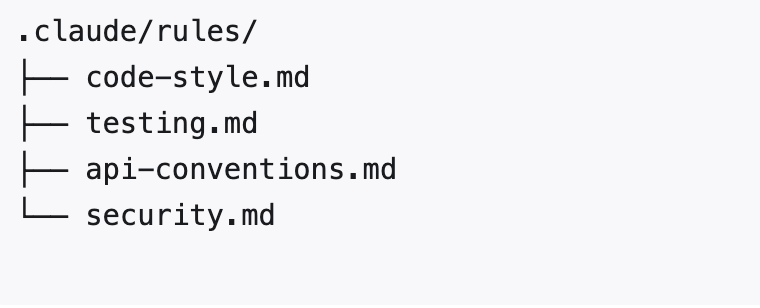 .claude/rules/
├── code-style.md
├── testing.md
├── api-conventions.md
└── security.md